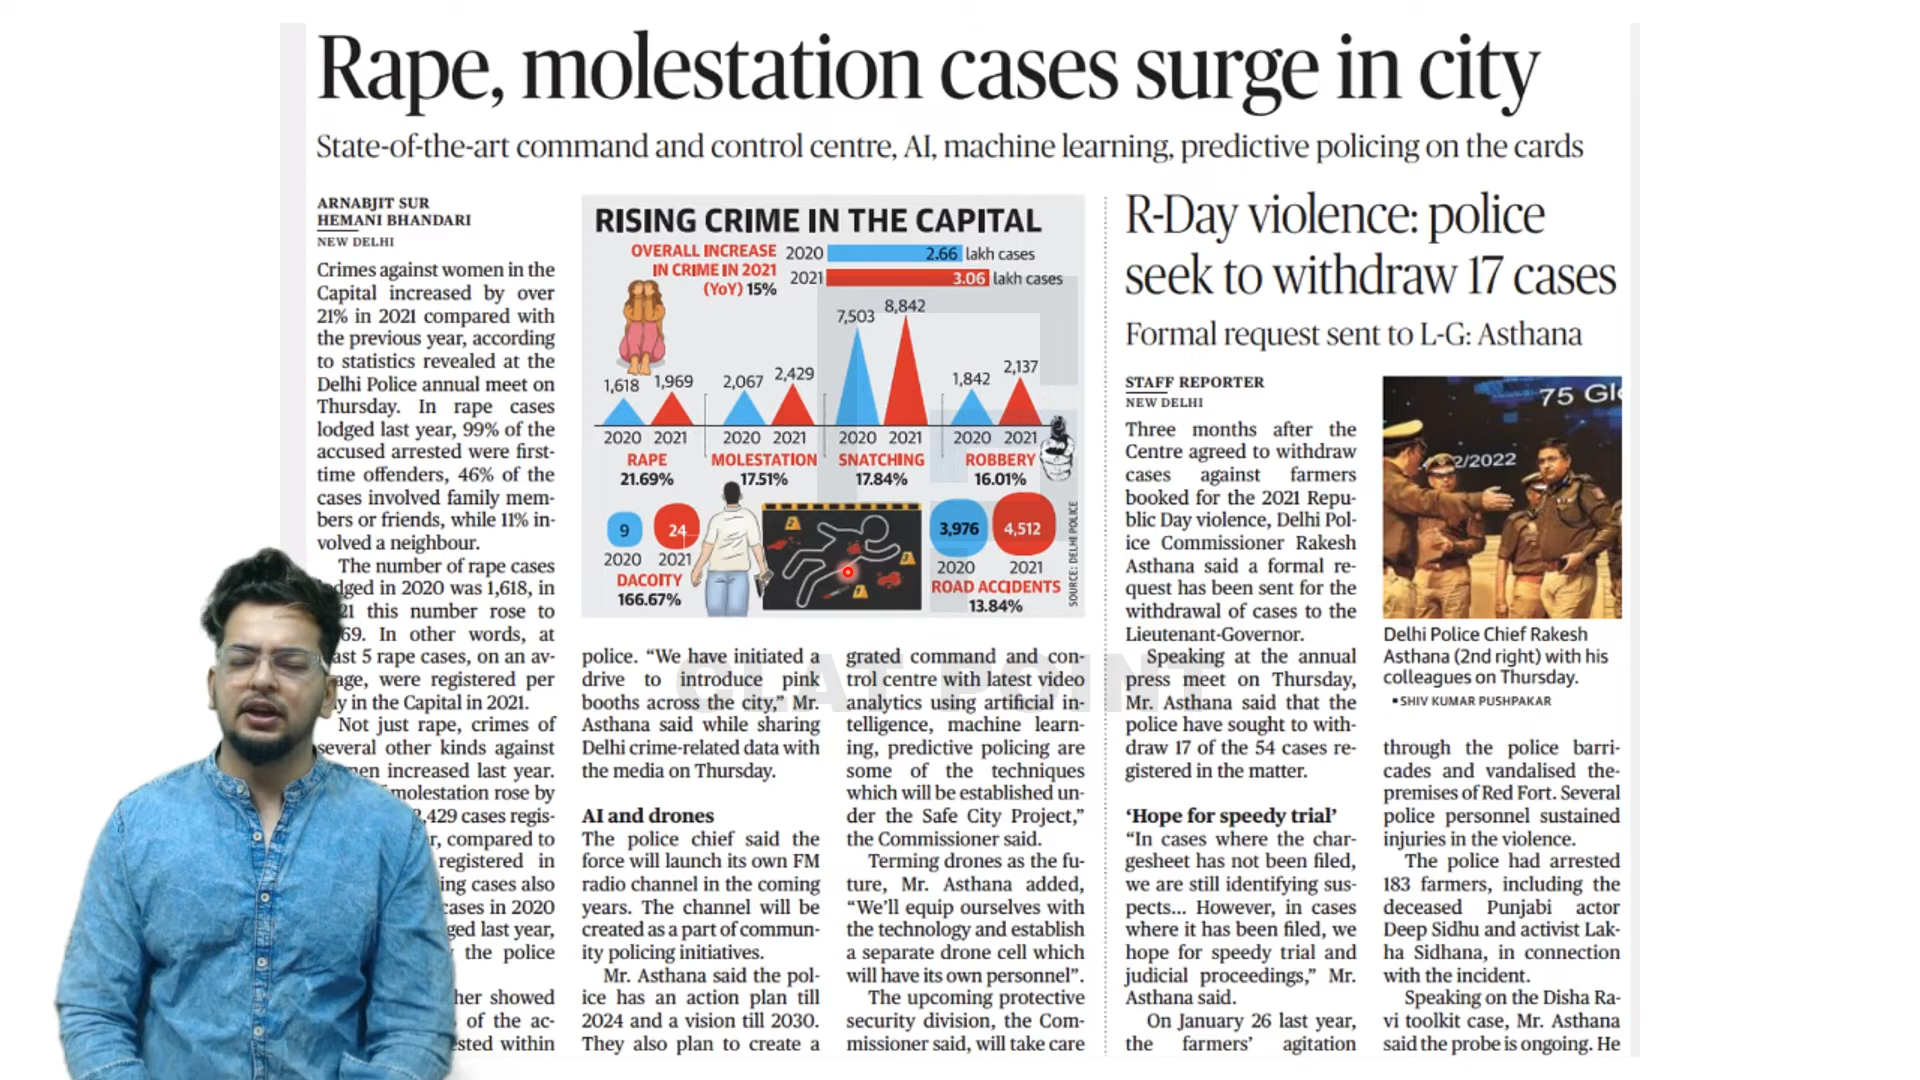 Rape, molestation cases surge in city
State-of-the-art command and control centre, AI, machine learning, predictive policing on the cards
ARNABJIT SUR
HEMANI BHANDARI
NEW DELHI
Crimes against women in the
Capital increased by over
21% in 2021 compared with
the previous year, according
to statistics revealed at the
Delhi Police annual meet on
Thursday. In rape cases
lodged last year, 99% of the
accused arrested were first-
time offenders, 46% of the
cases involved family mem-
bers or friends, while 11% in-
volved a neighbour.
The number of rape cases
in 2020 was 1,618, in
this number rose to
In other words, at
5 rape cases, on an av-
were registered per
in the Capital in 2021.
Not just rape, crimes of
several other kinds against
increased last year.
molestation rose by
cases regis-
compared to
registered in
cases also
cases in 2020
last year,
the police
showed
of the ac-
within
RISING CRIME IN THE CAPITAL
OVERALL INCREASE
IN CRIME IN 2021
(YoY) 15%
2020 2.66 lakh cases
2021 3.06 lakh cases
1,618 1,969 2,067 2,429 7,503 8,842 1,842 2,137
2020 2021 2020 2021 2020 2021 2020 2021
RAPE MOLESTATION SNATCHING ROBBERY
21.69% 17.51% 17.84% 16.01%
9 24
2020 2021
DACOITY
166.67%
3,976 4,512
2020 2021
ROAD ACCIDENTS
13.84%
SOURCE: DELHI POLICE
police. “We have initiated a
drive to introduce pink
booths across the city,” Mr.
Asthana said while sharing
Delhi crime-related data with
the media on Thursday.
AI and drones
The police chief said the
force will launch its own FM
radio channel in the coming
years. The channel will be
created as a part of commun-
ity policing initiatives.
Mr. Asthana said the pol-
ice has an action plan till
2024 and a vision till 2030.
They also plan to create a
grated command and con-
trol centre with latest video
analytics using artificial in-
telligence, machine learn-
ing, predictive policing are
some of the techniques
which will be established un-
der the Safe City Project,”
the Commissioner said.
Terming drones as the fu-
ture, Mr. Asthana added,
“We’ll equip ourselves with
the technology and establish
a separate drone cell which
will have its own personnel”.
The upcoming protective
security division, the Com-
missioner said, will take care
CLAT POINT
R-Day violence: police
seek to withdraw 17 cases
Formal request sent to L-G: Asthana
STAFF REPORTER
NEW DELHI
Three months after the
Centre agreed to withdraw
cases against farmers
booked for the 2021 Repu-
blic Day violence, Delhi Pol-
ice Commissioner Rakesh
Asthana said a formal re-
quest has been sent for the
withdrawal of cases to the
Lieutenant-Governor.
Speaking at the annual
press meet on Thursday,
Mr. Asthana said that the
police have sought to with-
draw 17 of the 54 cases re-
gistered in the matter.
‘Hope for speedy trial’
“In cases where the char-
gesheet has not been filed,
we are still identifying sus-
pects... However, in cases
where it has been filed, we
hope for speedy trial and
judicial proceedings,” Mr.
Asthana said.
On January 26 last year,
the farmers’ agitation
75 Glo
2/2022
Delhi Police Chief Rakesh
Asthana (2nd right) with his
colleagues on Thursday.
▪ SHIV KUMAR PUSHPAKAR
through the police barri-
cades and vandalised the-
premises of Red Fort. Several
police personnel sustained
injuries in the violence.
The police had arrested
183 farmers, including the
deceased Punjabi actor
Deep Sidhu and activist Lak-
ha Sidhana, in connection
with the incident.
Speaking on the Disha Ra-
vi toolkit case, Mr. Asthana
said the probe is ongoing. He